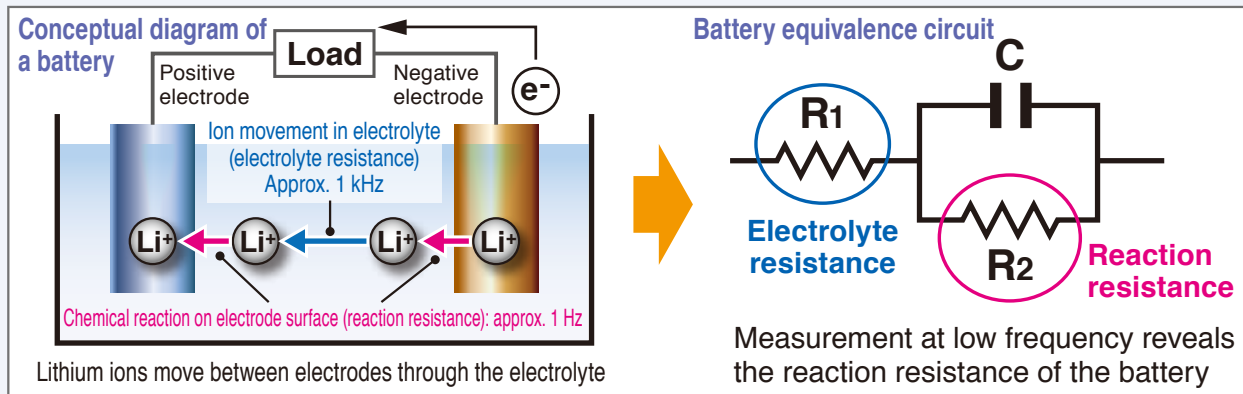 Conceptual diagram of
a battery
Load
Positive
electrode
Negative
electrode
e-
Ion movement in electrolyte
(electrolyte resistance)
Approx. 1 kHz
Li+
Li+
Li+
Li+
Chemical reaction on electrode surface (reaction resistance): approx. 1 Hz
Lithium ions move between electrodes through the electrolyte
Battery equivalence circuit
C
R1
Electrolyte
resistance
R2
Reaction
resistance
Measurement at low frequency reveals
the reaction resistance of the battery